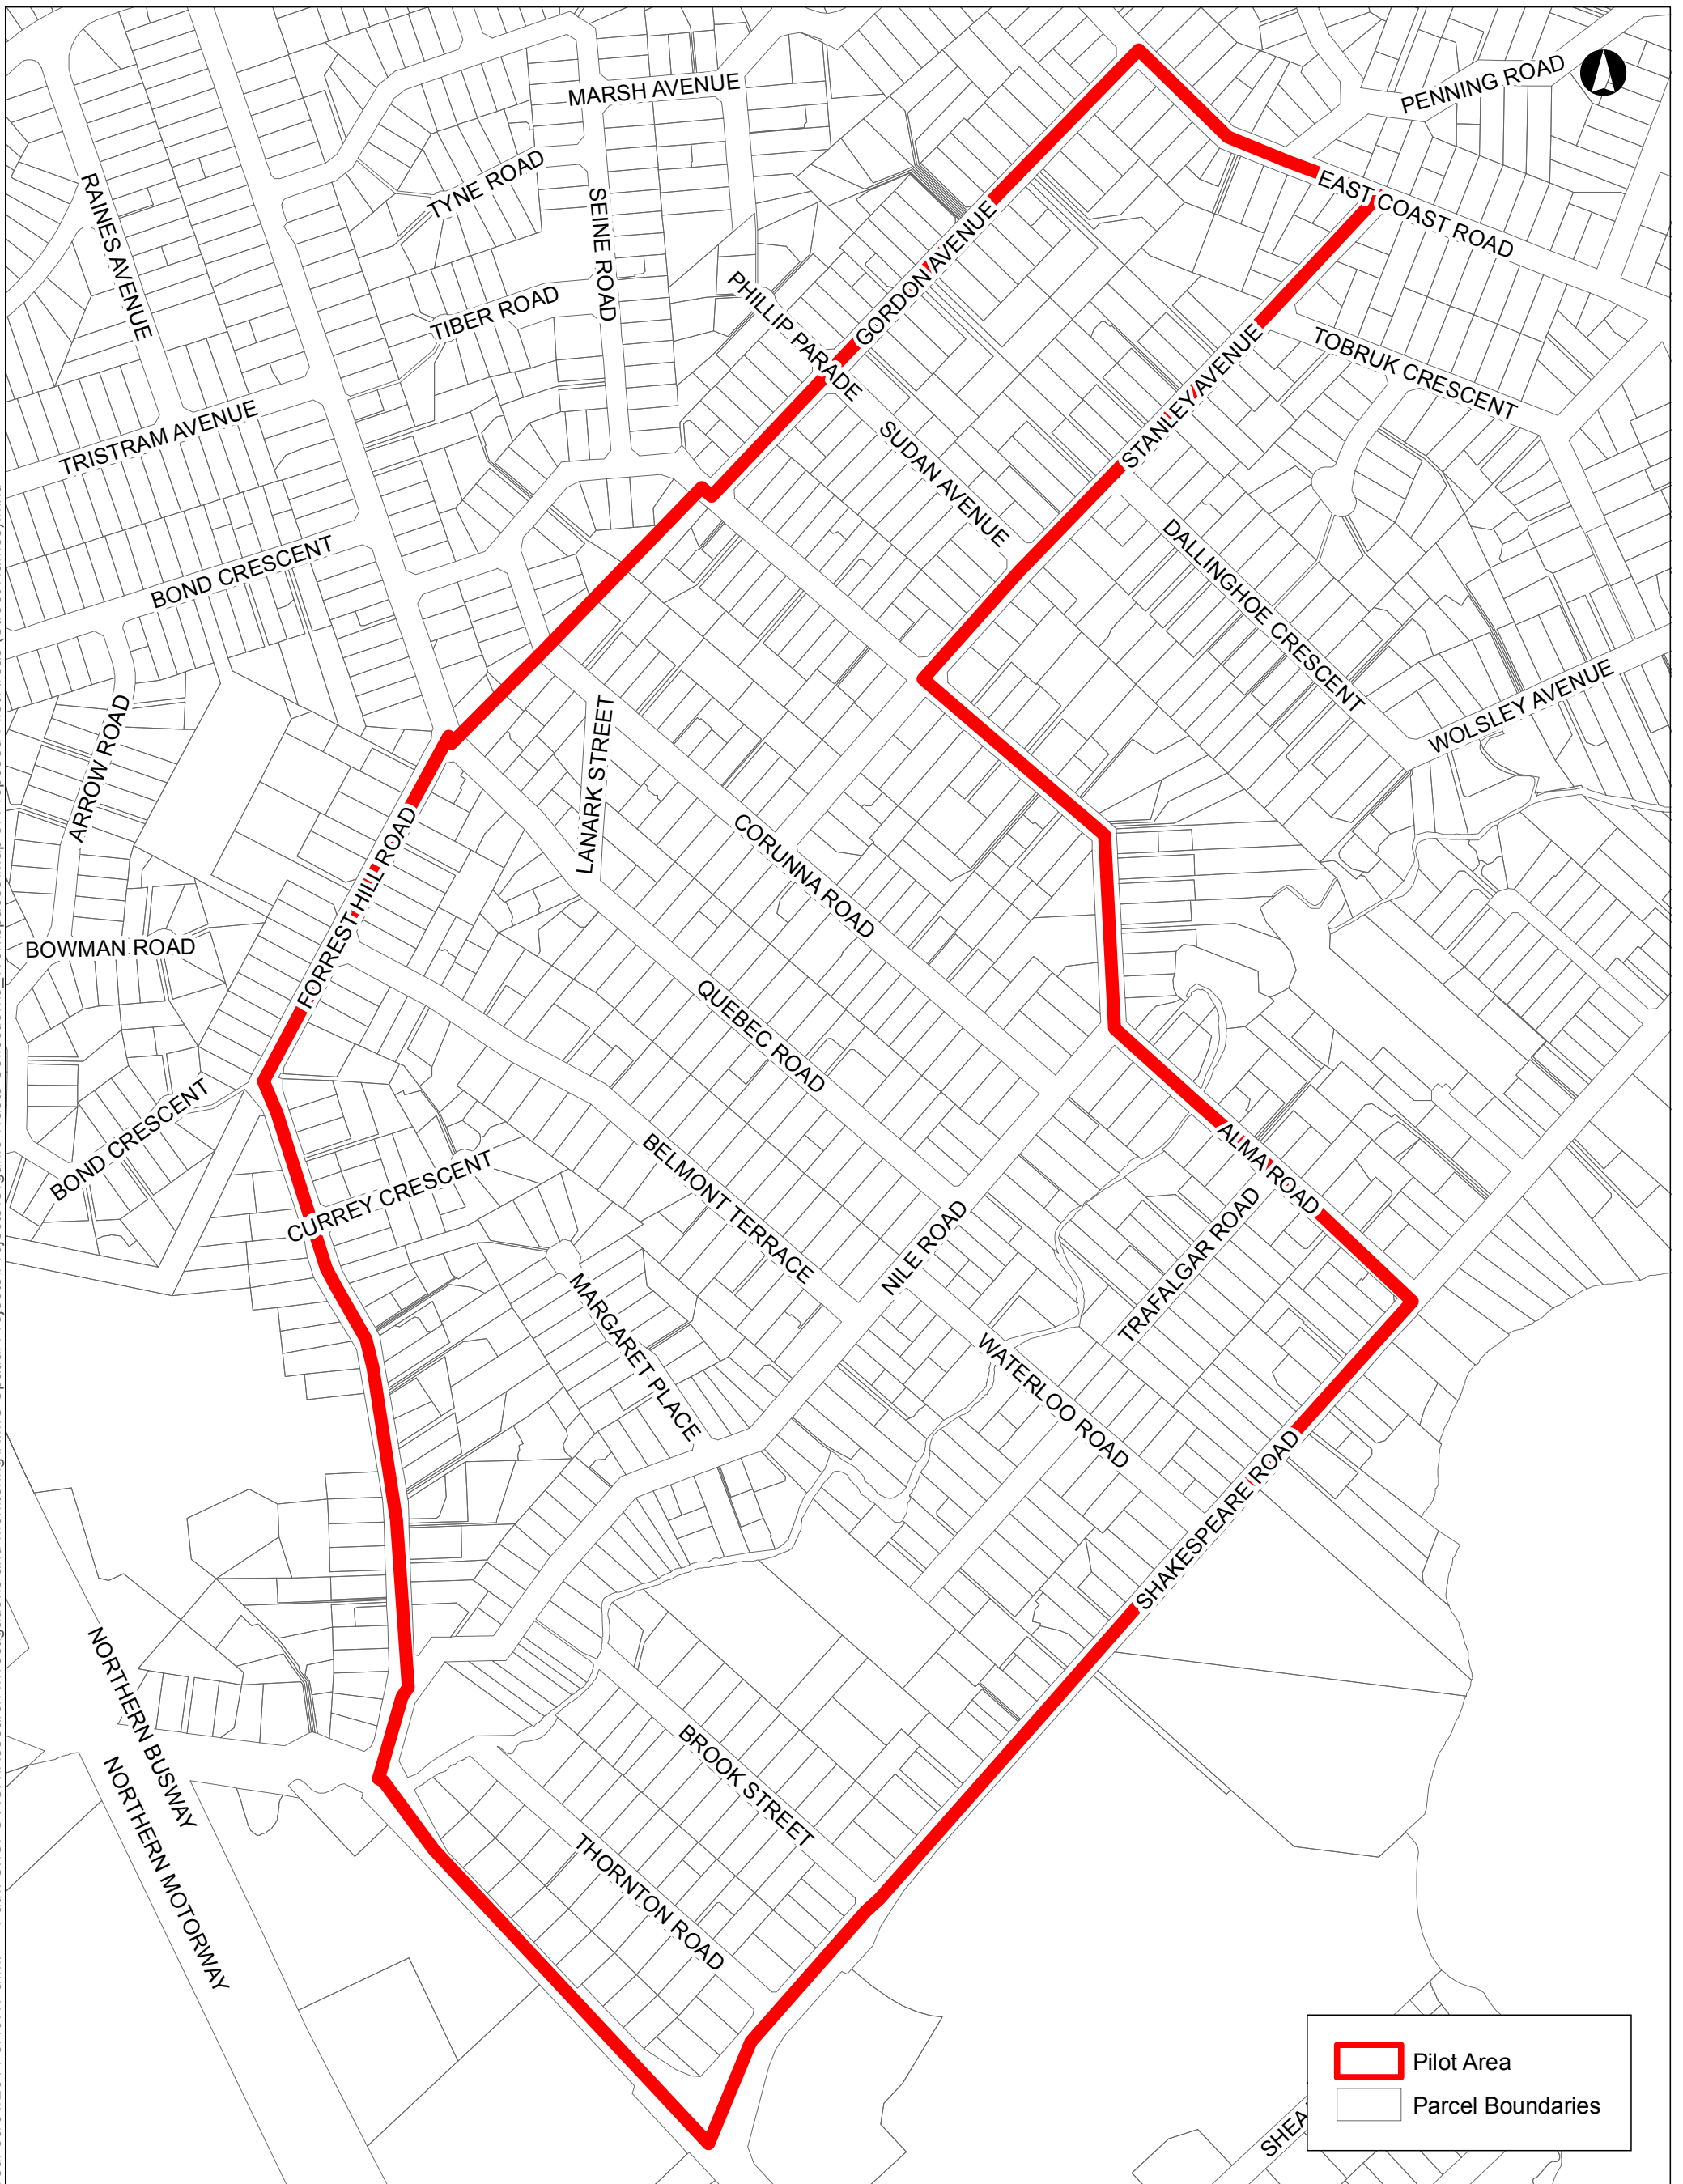 MARSH AVENUE
PENNING ROAD
RAINES AVENUE
TYNE ROAD
SEINE ROAD
EAST COAST ROAD
GORDON AVENUE
TIBER ROAD
PHILLIP PARADE
TOBRUK CRESCENT
STANLEY AVENUE
TRISTRAM AVENUE
SUDAN AVENUE
BOND CRESCENT
DALLINGHOE CRESCENT
WOLSLEY AVENUE
ARROW ROAD
LANARK STREET
CORUNNA ROAD
FORREST HILL ROAD
BOWMAN ROAD
QUEBEC ROAD
BOND CRESCENT
CURREY CRESCENT
BELMONT TERRACE
ALMA ROAD
NILE ROAD
TRAFALGAR ROAD
MARGARET PLACE
WATERLOO ROAD
SHAKESPEARE ROAD
NORTHERN BUSWAY
BROOK STREET
NORTHERN MOTORWAY
THORNTON ROAD
Pilot Area
Parcel Boundaries
SHEA